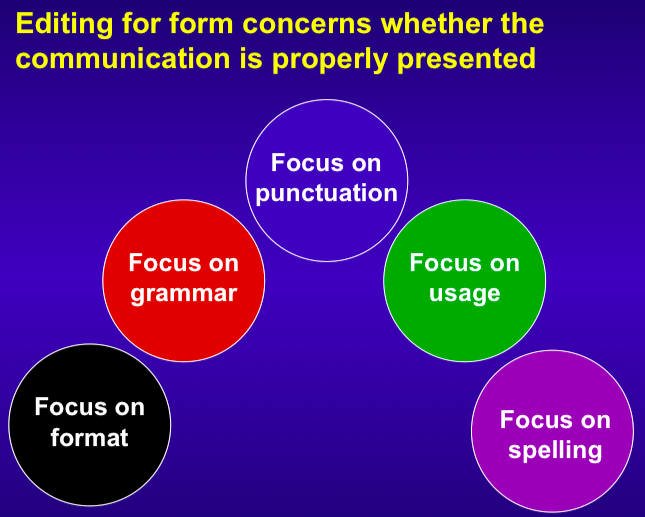 Editing for form concerns whether the
communication is properly presented
Focus on
punctuation
Focus on
grammar
Focus on
usage
Focus on
format
Focus on
spelling